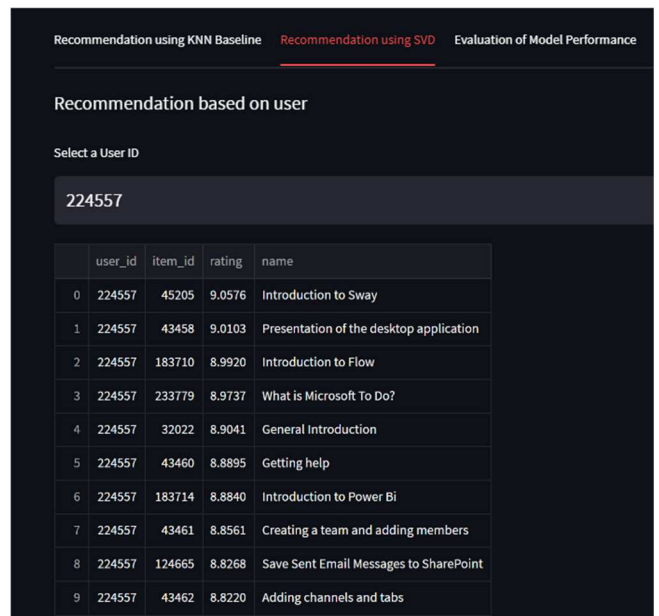 Recommendation using KNN Baseline Recommendation using SVD Evaluation of Model Performance
Recommendation based on user
Select a User ID
224557
user_id item_id rating name
0 224557 45205 9.0576 Introduction to Sway
1 224557 43458 9.0103 Presentation of the desktop application
2 224557 183710 8.9920 Introduction to Flow
3 224557 233779 8.9737 What is Microsoft To Do?
4 224557 32022 8.9041 General Introduction
5 224557 43460 8.8895 Getting help
6 224557 183714 8.8840 Introduction to Power Bi
7 224557 43461 8.8561 Creating a team and adding members
8 224557 124665 8.8268 Save Sent Email Messages to SharePoint
9 224557 43462 8.8220 Adding channels and tabs